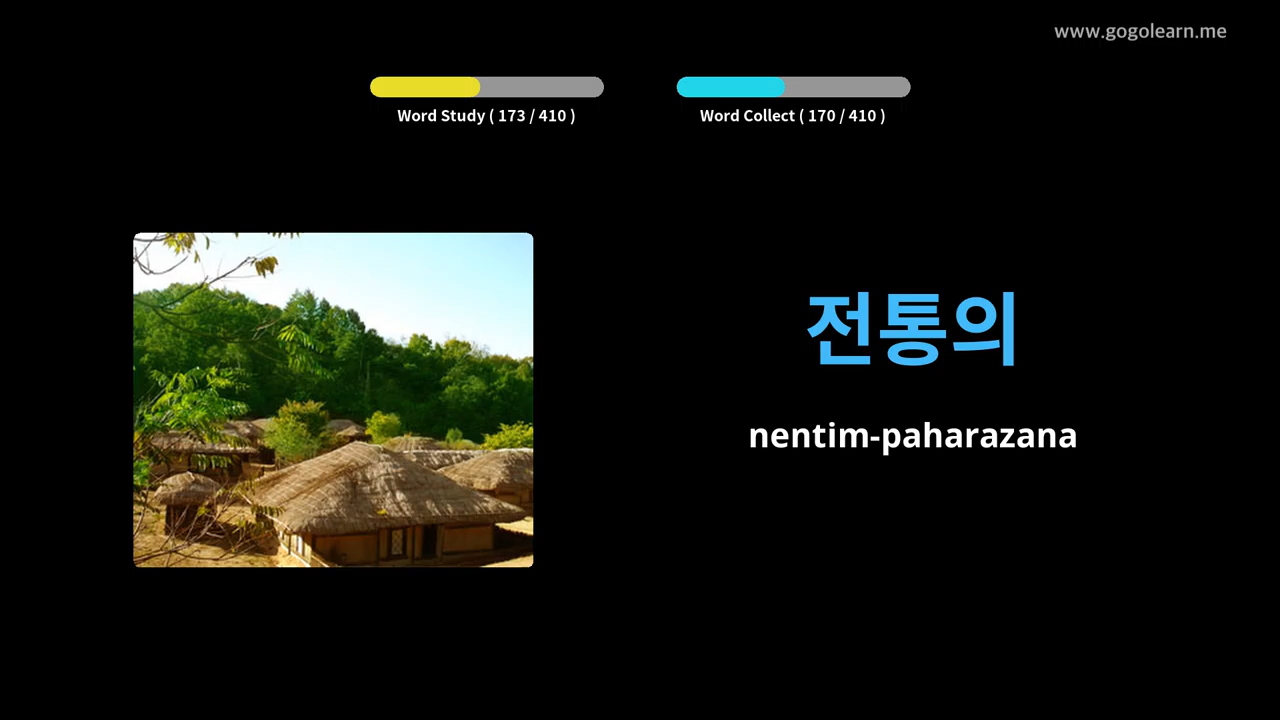 www.gogolearn.me
Word Study ( 173 / 410 )
Word Collect ( 170 / 410 )
전통의
nentim-paharazana